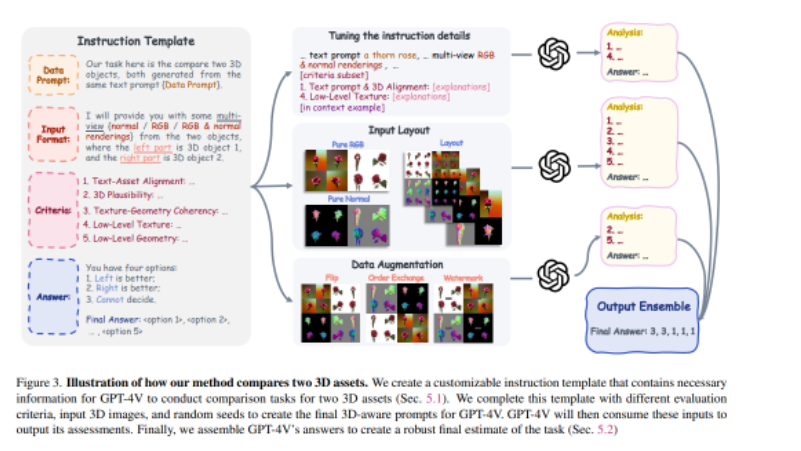 Instruction Template
Data Prompt:
Our task here is the compare two 3D
objects, both generated from the
same text prompt {Data Prompt}.
Input Format:
I will provide you with some multi-
view {normal / RGB / RGB & normal
renderings} from the two objects,
where the left part is 3D object 1,
and the right part is 3D object 2.
Criteria:
1. Text-Asset Alignment: ...
2. 3D Plausibility: ...
3. Texture-Geometry Coherency: ...
4. Low-Level Texture: ...
5. Low-Level Geometry: ...
Answer:
You have four options:
1. Left is better;
2. Right is better;
3. Cannot decide.
Final Answer: <option 1>, <option 2>,
... , <option 5>
Tuning the instruction details
... text prompt a thorn rose, ... multi-view RGB
& normal renderings , ...
[criteria subset]
1. Text prompt & 3D Alignment: [explanations]
4. Low-Level Texture: [explanations]
[in context example]
Input Layout
Pure RGB
Layout
Pure Normal
Data Augmentation
Flip
Order Exchange
Watermark
Analysis:
1. ...
4. ...
Answer: ...
Analysis:
1. ...
2. ...
3. ...
4. ...
5. ...
Answer: ...
Analysis:
2. ...
5. ...
Answer: ...
Output Ensemble
Final Answer: 3, 3, 1, 1, 1
Figure 3. Illustration of how our method compares two 3D assets. We create a customizable instruction template that contains necessary
information for GPT-4V to conduct comparison tasks for two 3D assets (Sec. 5.1). We complete this template with different evaluation
criteria, input 3D images, and random seeds to create the final 3D-aware prompts for GPT-4V. GPT-4V will then consume these inputs to
output its assessments. Finally, we assemble GPT-4V's answers to create a robust final estimate of the task (Sec. 5.2)